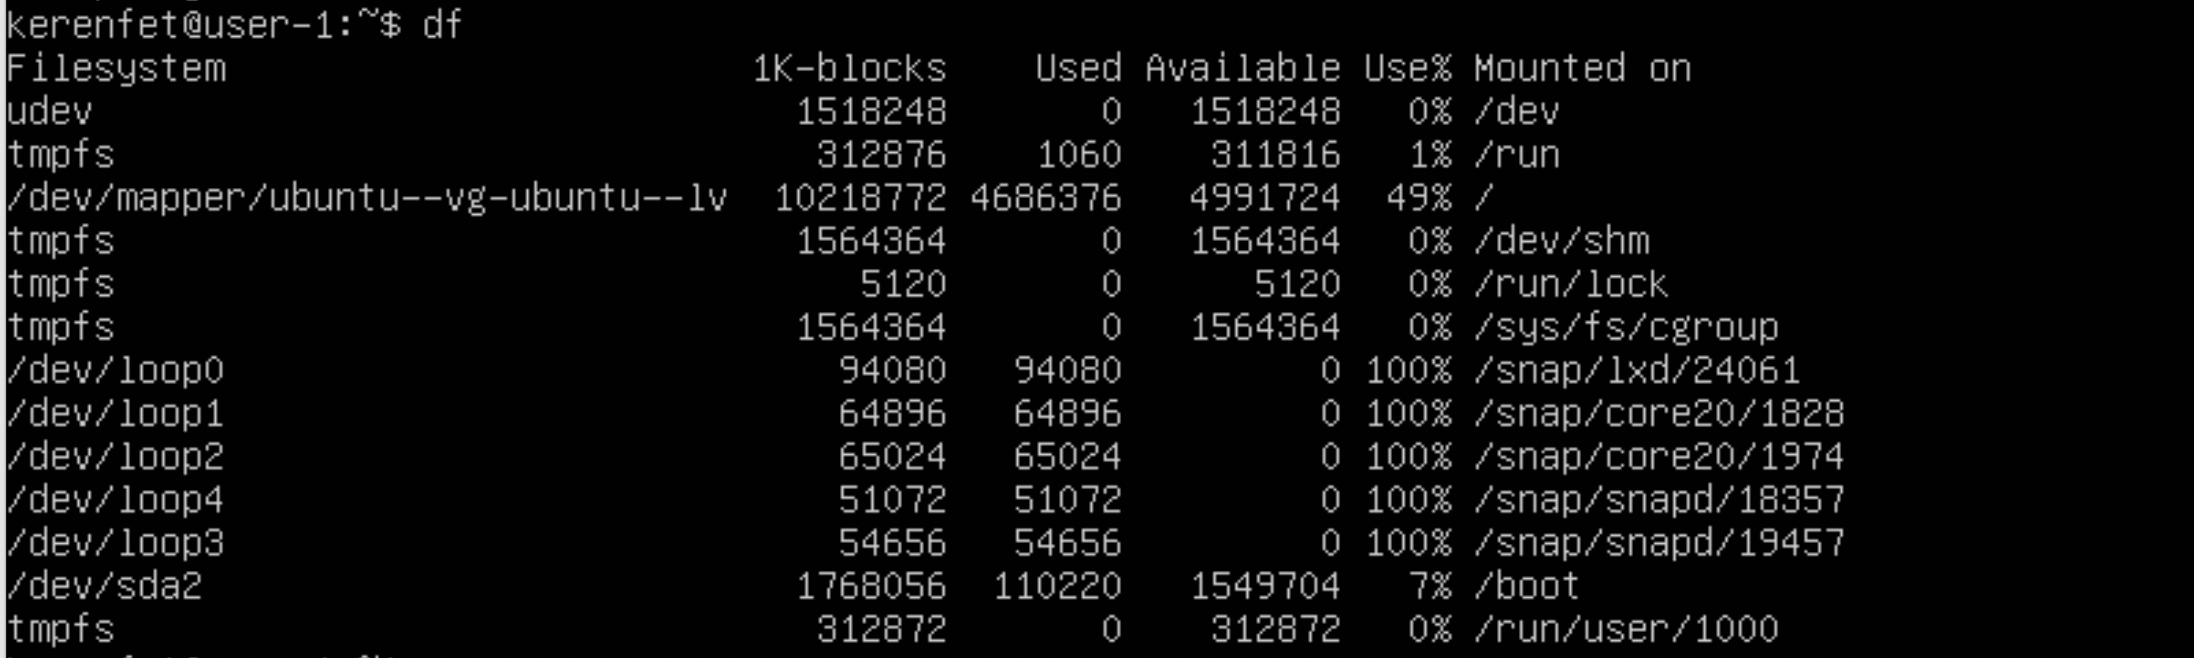 kerenfet@user-1:~$ df
Filesystem                        1K-blocks    Used Available Use% Mounted on
udev                                1518248       0   1518248   0% /dev
tmpfs                                312876    1060    311816   1% /run
/dev/mapper/ubuntu--vg-ubuntu--lv  10218772 4686376   4991724  49% /
tmpfs                               1564364       0   1564364   0% /dev/shm
tmpfs                                  5120       0      5120   0% /run/lock
tmpfs                               1564364       0   1564364   0% /sys/fs/cgroup
/dev/loop0                            94080   94080         0 100% /snap/lxd/24061
/dev/loop1                            64896   64896         0 100% /snap/core20/1828
/dev/loop2                            65024   65024         0 100% /snap/core20/1974
/dev/loop4                            51072   51072         0 100% /snap/snapd/18357
/dev/loop3                            54656   54656         0 100% /snap/snapd/19457
/dev/sda2                           1768056  110220   1549704   7% /boot
tmpfs                                312872       0    312872   0% /run/user/1000